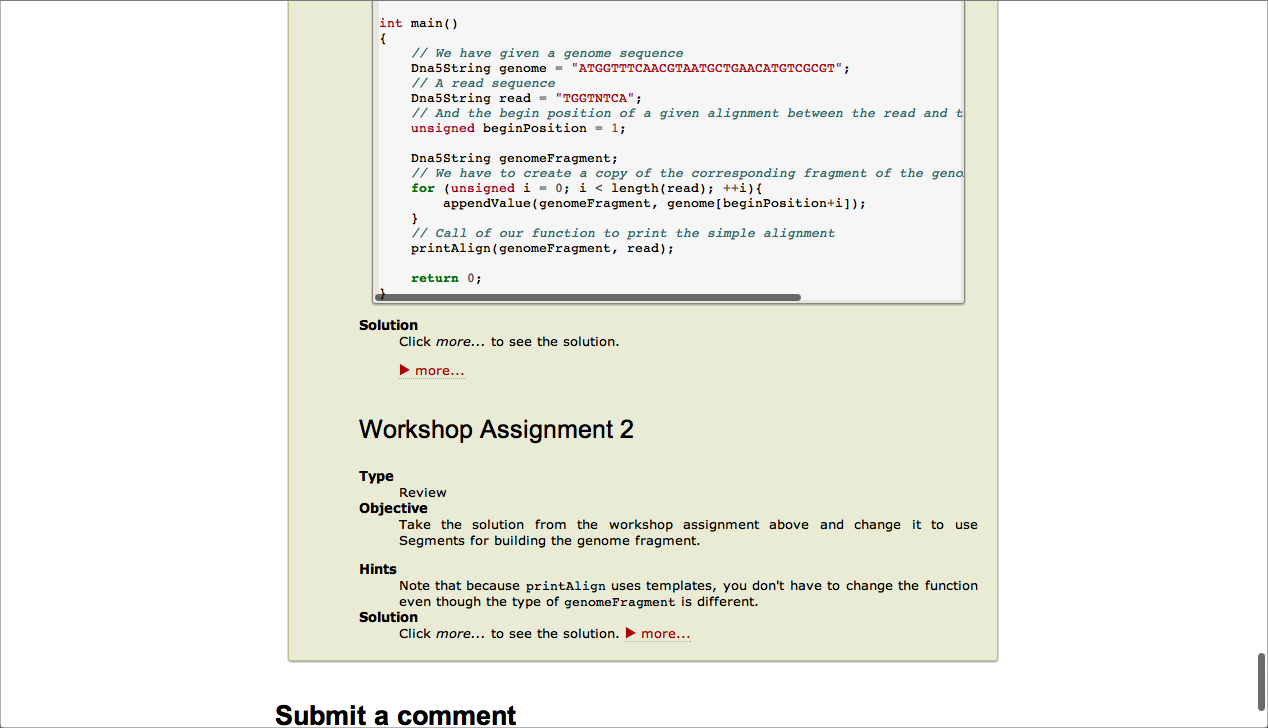 int main()
{
// We have given a genome sequence
Dna5String genome = "ATGGTTTCAACGTAATGCTGAACATGTCGCGT";
// A read sequence
Dna5String read = "TGGTNTCA";
// And the begin position of a given alignment between the read and t
unsigned beginPosition = 1;
Dna5String genomeFragment;
// We have to create a copy of the corresponding fragment of the geno
for (unsigned i = 0; i < length(read); ++i){
appendValue(genomeFragment, genome[beginPosition+i]);
}
// Call of our function to print the simple alignment
printAlign(genomeFragment, read);
return 0;
}
Solution
Click more... to see the solution.
▶ more...
Workshop Assignment 2
Type
Review
Objective
Take the solution from the workshop assignment above and change it to use
Segments for building the genome fragment.
Hints
Note that because printAlign uses templates, you don't have to change the function
even though the type of genomeFragment is different.
Solution
Click more... to see the solution. ▶ more...
Submit a comment